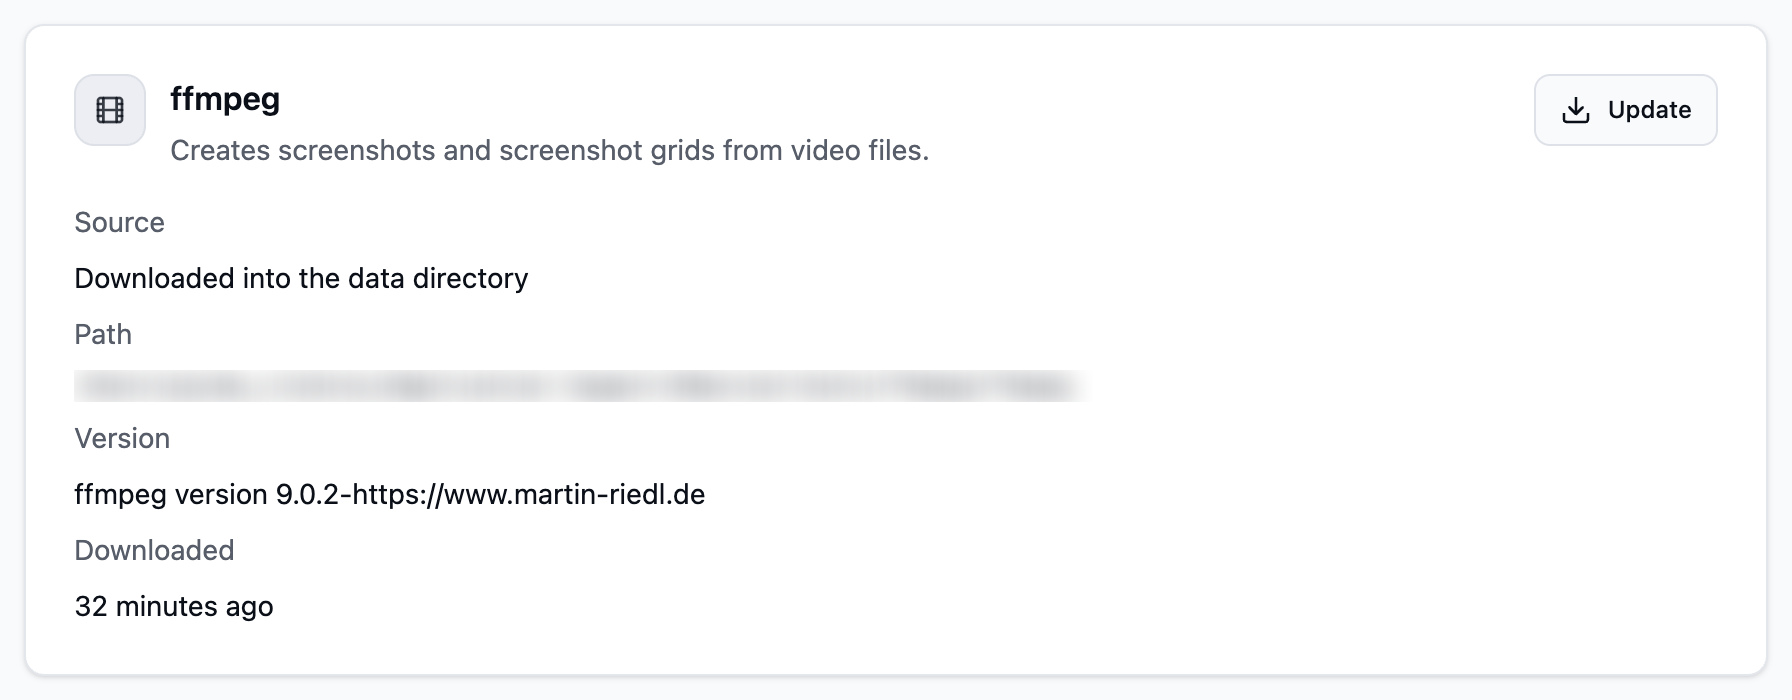 ffmpeg
Update
Creates screenshots and screenshot grids from video files.
Source
Downloaded into the data directory
Path
Version
ffmpeg version 9.0.2-https://www.martin-riedl.de
Downloaded
32 minutes ago